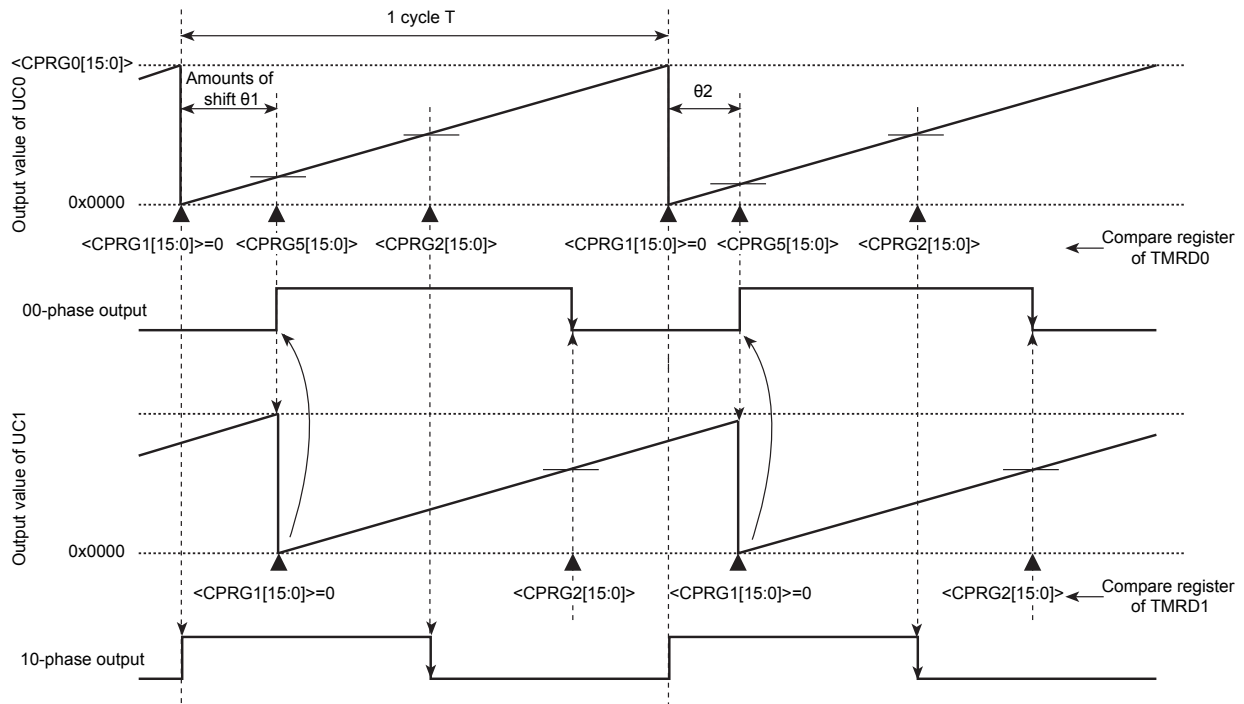 1 cycle T
<CPRG0[15:0]>
Amounts of
shift θ1
θ2
Output value of UC0
0x0000
<CPRG1[15:0]>=0
<CPRG5[15:0]>
<CPRG2[15:0]>
<CPRG1[15:0]>=0
<CPRG5[15:0]>
<CPRG2[15:0]>
Compare register
of TMRD0
00-phase output
Output value of UC1
0x0000
<CPRG1[15:0]>=0
<CPRG2[15:0]>
<CPRG1[15:0]>=0
<CPRG2[15:0]>
Compare register
of TMRD1
10-phase output